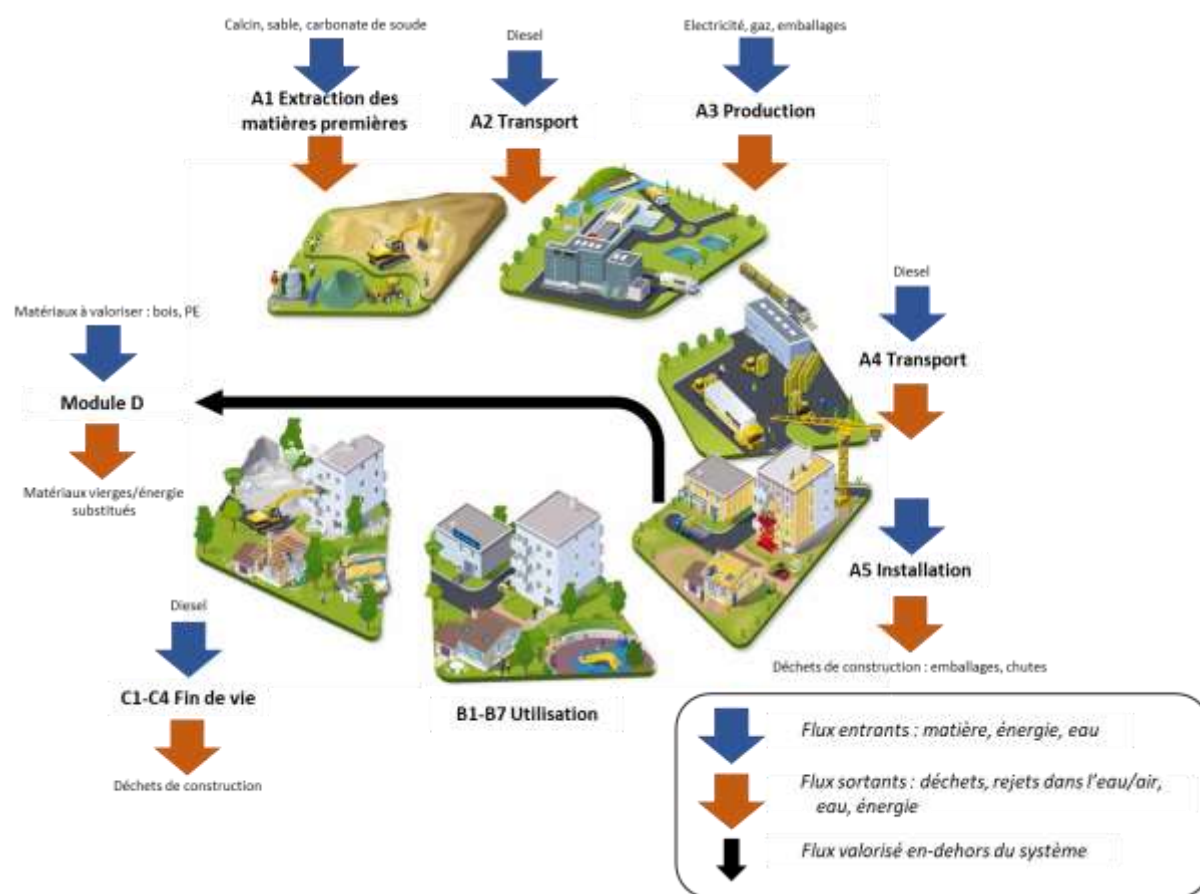 Calcin, sable, carbonate de soude
Diesel
Electricité, gaz, emballages
A1 Extraction des
matières premières
A2 Transport
A3 Production
Diesel
Matériaux à valoriser : bois, PE
A4 Transport
Module D
Matériaux vierges/énergie
substitués
A5 Installation
Diesel
Déchets de construction : emballages, chutes
C1-C4 Fin de vie
B1-B7 Utilisation
Flux entrants : matière, énergie, eau
Déchets de construction
Flux sortants : déchets, rejets dans l'eau/air,
eau, énergie
Flux valorisé en-dehors du système